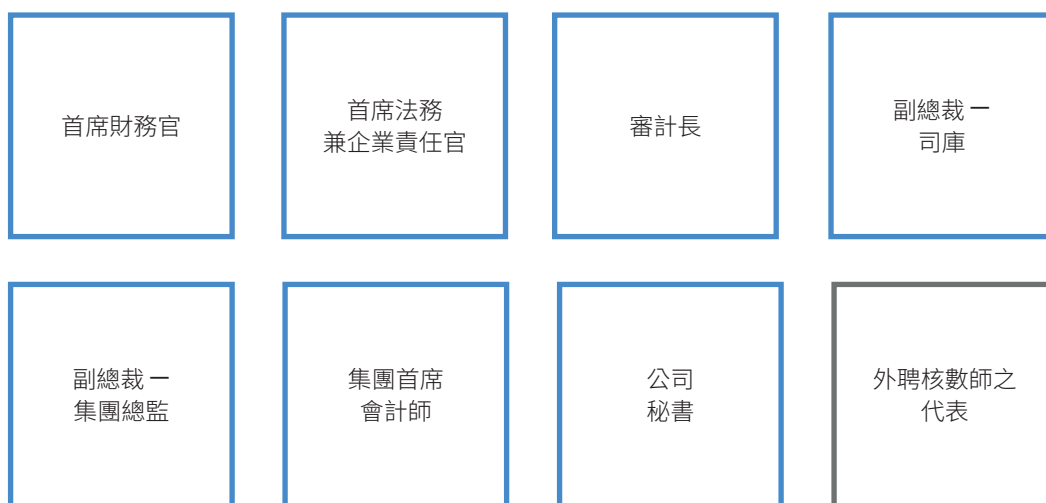 首席財務官
首席法務
兼企業責任官
審計長
副總裁 —
司庫
副總裁 —
集團總監
集團首席
會計師
公司
秘書
外聘核數師之
代表